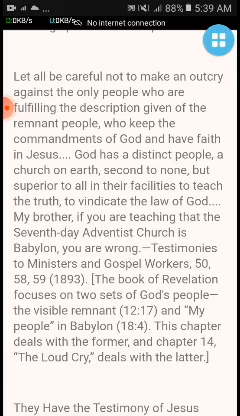 0:0KB/s U:0KB/s No internet connection 88% 5:39 AM
Let all be careful not to make an outcry
against the only people who are
fulfilling the description given of the
remnant people, who keep the
commandments of God and have faith
in Jesus.... God has a distinct people, a
church on earth, second to none, but
superior to all in their facilities to teach
the truth, to vindicate the law of God....
My brother, if you are teaching that the
Seventh-day Adventist Church is
Babylon, you are wrong.—Testimonies
to Ministers and Gospel Workers, 50,
58, 59 (1893). [The book of Revelation
focuses on two sets of God's people—
the visible remnant (12:17) and “My
people” in Babylon (18:4). This chapter
deals with the former, and chapter 14,
“The Loud Cry,” deals with the latter.]
They Have the Testimony of Jesus